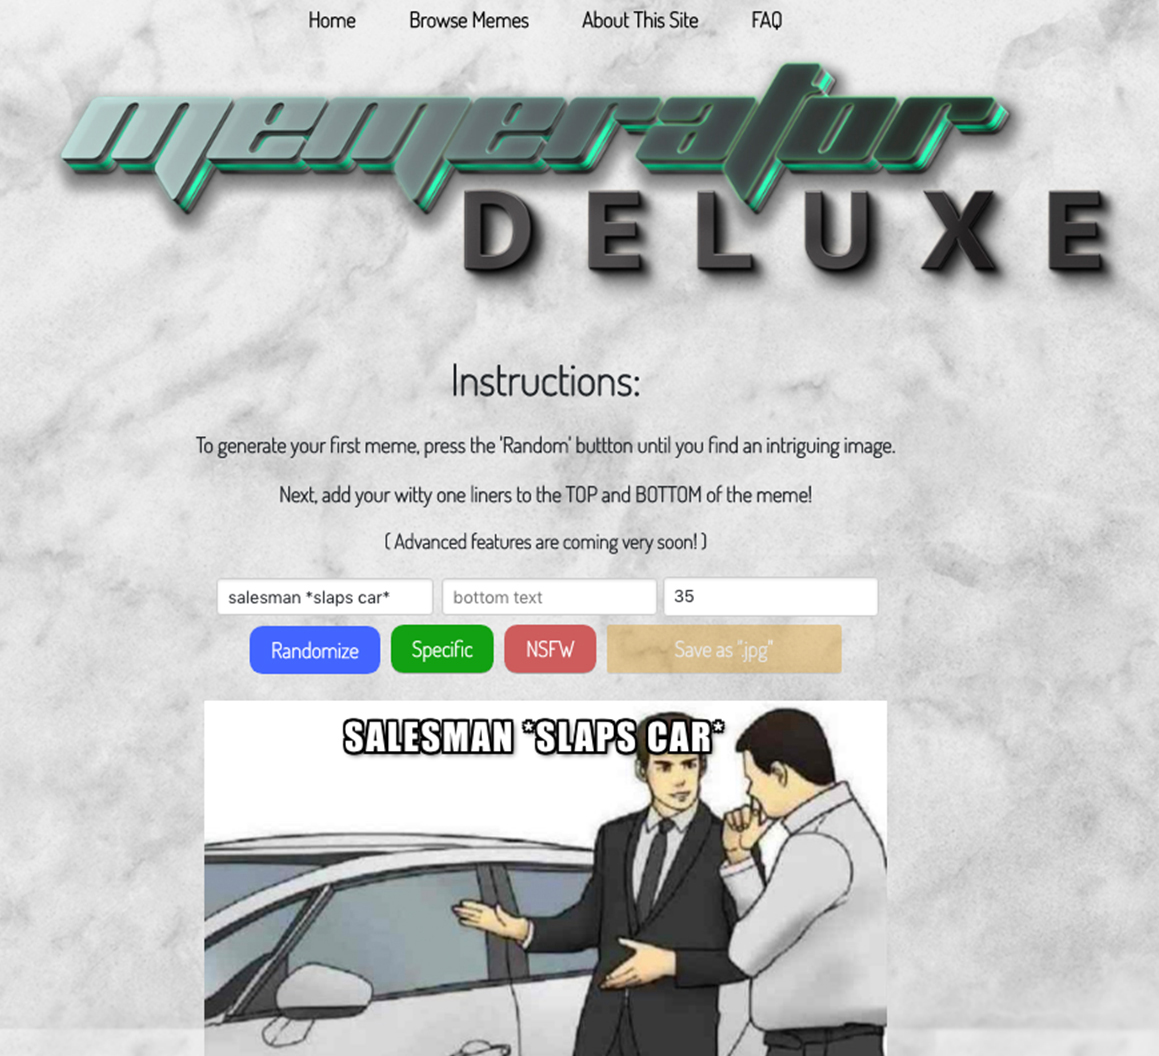 Home Browse Memes About This Site FAQ
memerator
DELUXE
Instructions:
To generate your first meme, press the 'Random' buttton until you find an intriguing image.
Next, add your witty one liners to the TOP and BOTTOM of the meme!
( Advanced features are coming very soon! )
salesman *slaps car* bottom text 35
Randomize Specific NSFW Save as ".jpg"
SALESMAN *SLAPS CAR*